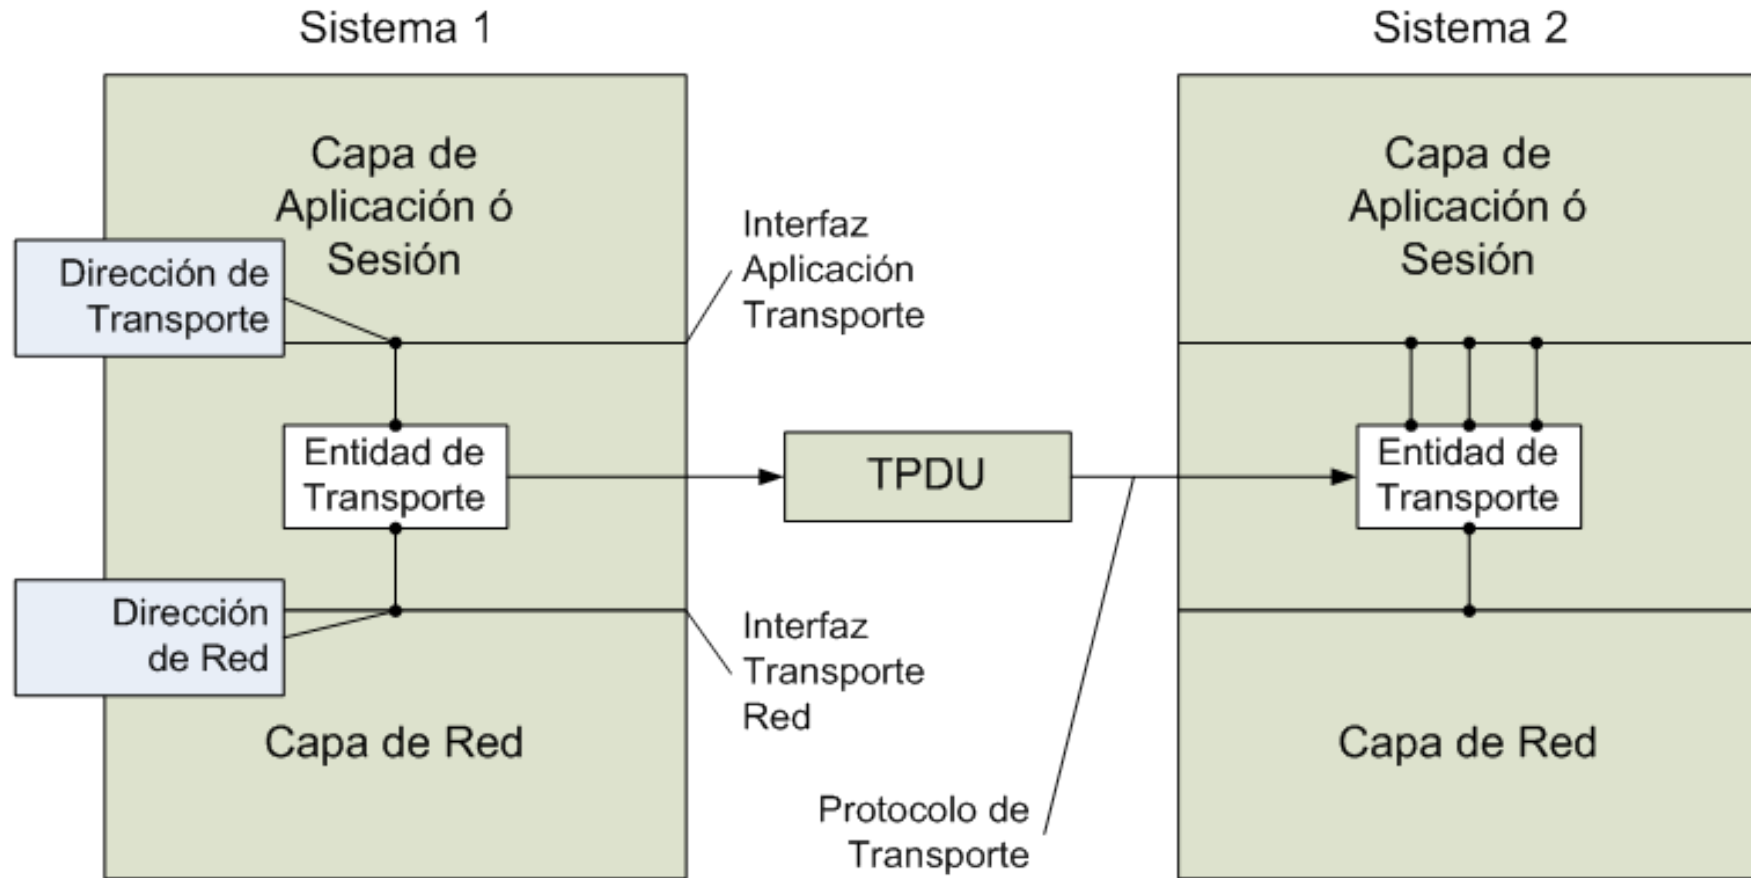 Sistema 1
Sistema 2
Capa de
Aplicación ó
Sesión
Dirección de
Transporte
Interfaz
Aplicación
Transporte
Entidad de
Transporte
TPDU
Dirección
de Red
Interfaz
Transporte
Red
Capa de Red
Protocolo de
Transporte
Capa de
Aplicación ó
Sesión
Entidad de
Transporte
Capa de Red